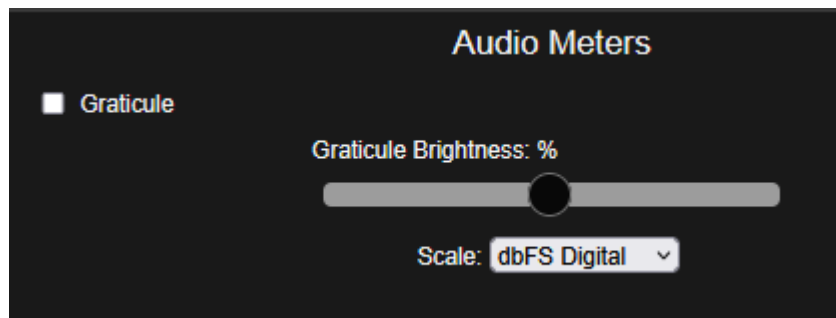 Audio Meters
Graticule
Graticule Brightness: %
Scale: dbFS Digital